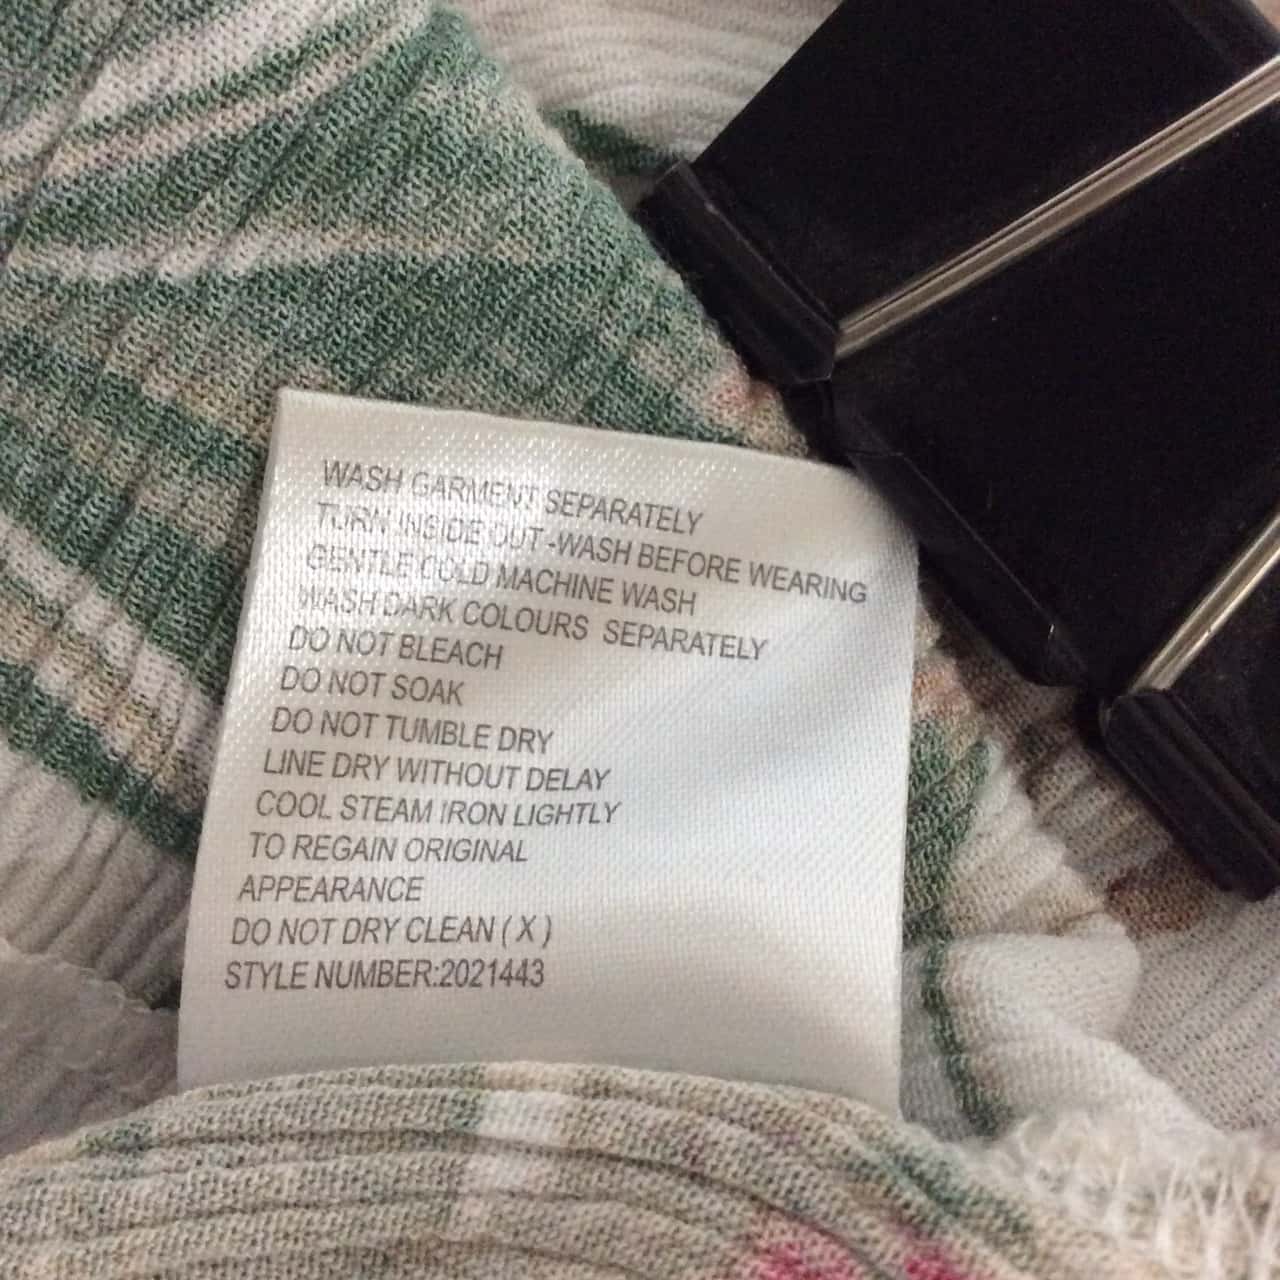 WASH GARMENT SEPARATELY
TURN INSIDE OUT -WASH BEFORE WEARING
GENTLE COLD MACHINE WASH
WASH DARK COLOURS SEPARATELY
DO NOT BLEACH
DO NOT SOAK
DO NOT TUMBLE DRY
LINE DRY WITHOUT DELAY
COOL STEAM IRON LIGHTLY
TO REGAIN ORIGINAL
APPEARANCE
DO NOT DRY CLEAN ( X )
STYLE NUMBER:2021443